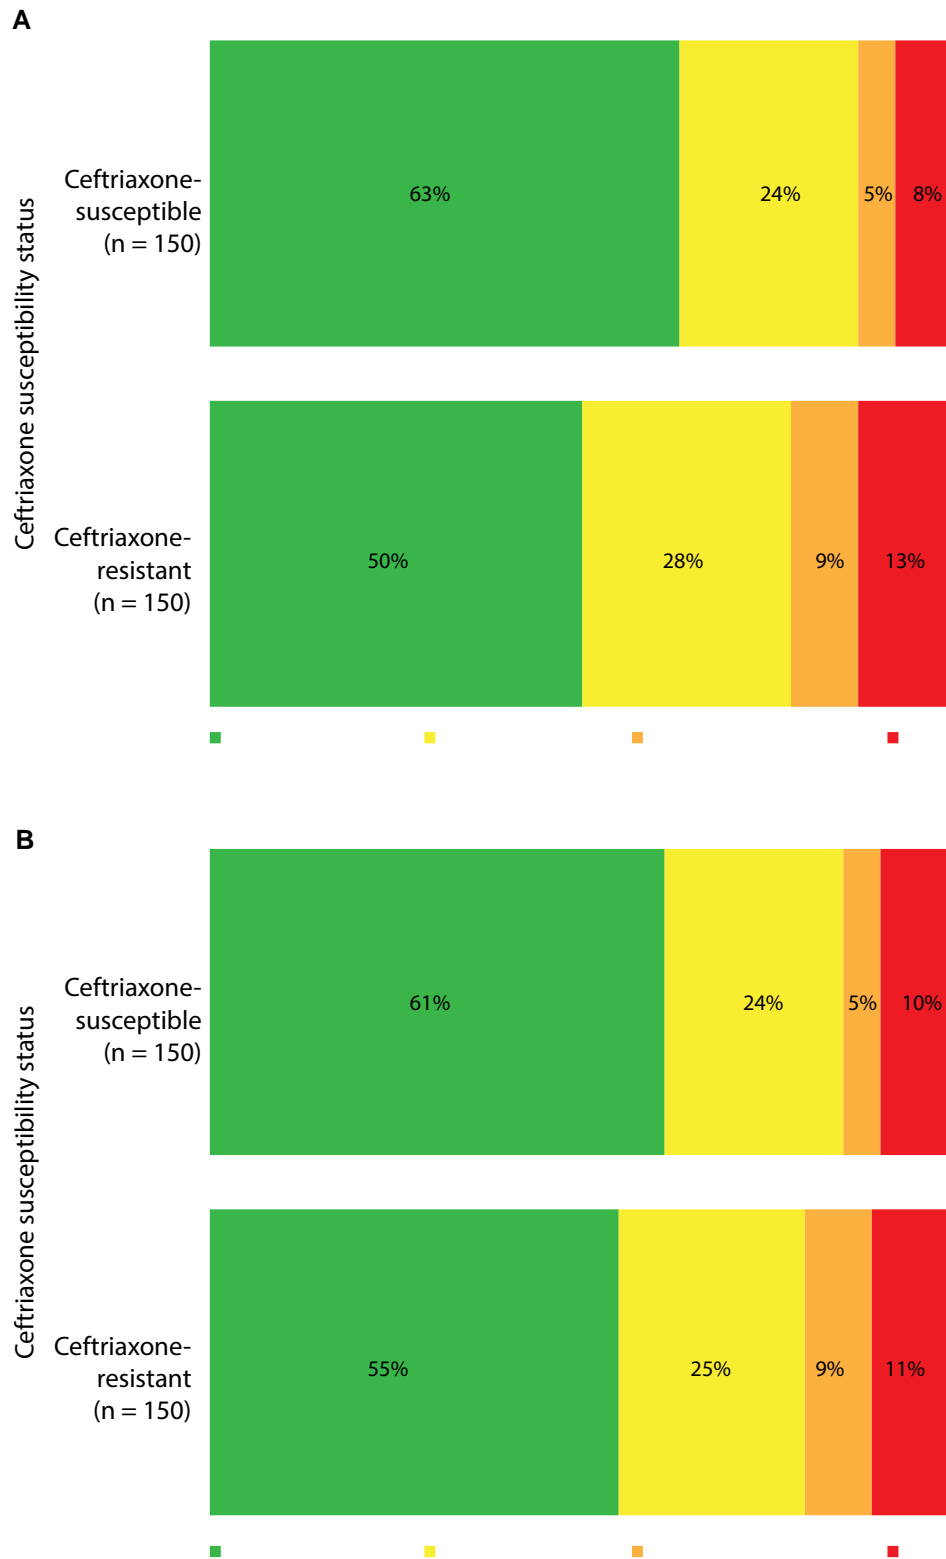 A
Ceftriaxone susceptibility status
Ceftriaxone-
susceptible
(n = 150)
63%
24%
5%
8%
Ceftriaxone-
resistant
(n = 150)
50%
28%
9%
13%
B
Ceftriaxone susceptibility status
Ceftriaxone-
susceptible
(n = 150)
61%
24%
5%
10%
Ceftriaxone-
resistant
(n = 150)
55%
25%
9%
11%